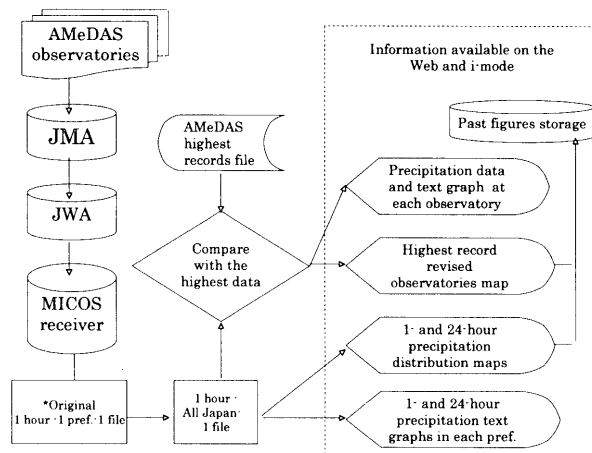 AMeDAS
observatories
JMA
JWA
MICOS
receiver
*Original
1 hour · 1 pref. · 1 file
1 hour ·
All Japan·
1 file
AMeDAS
highest
records file
Compare
with the
highest data
Information available on the
Web and i-mode
Past figures storage
Precipitation data
and text graph at
each observatory
Highest record
revised
observatories map
1- and 24-hour
precipitation
distribution maps
1- and 24-hour
precipitation text
graphs in each pref.